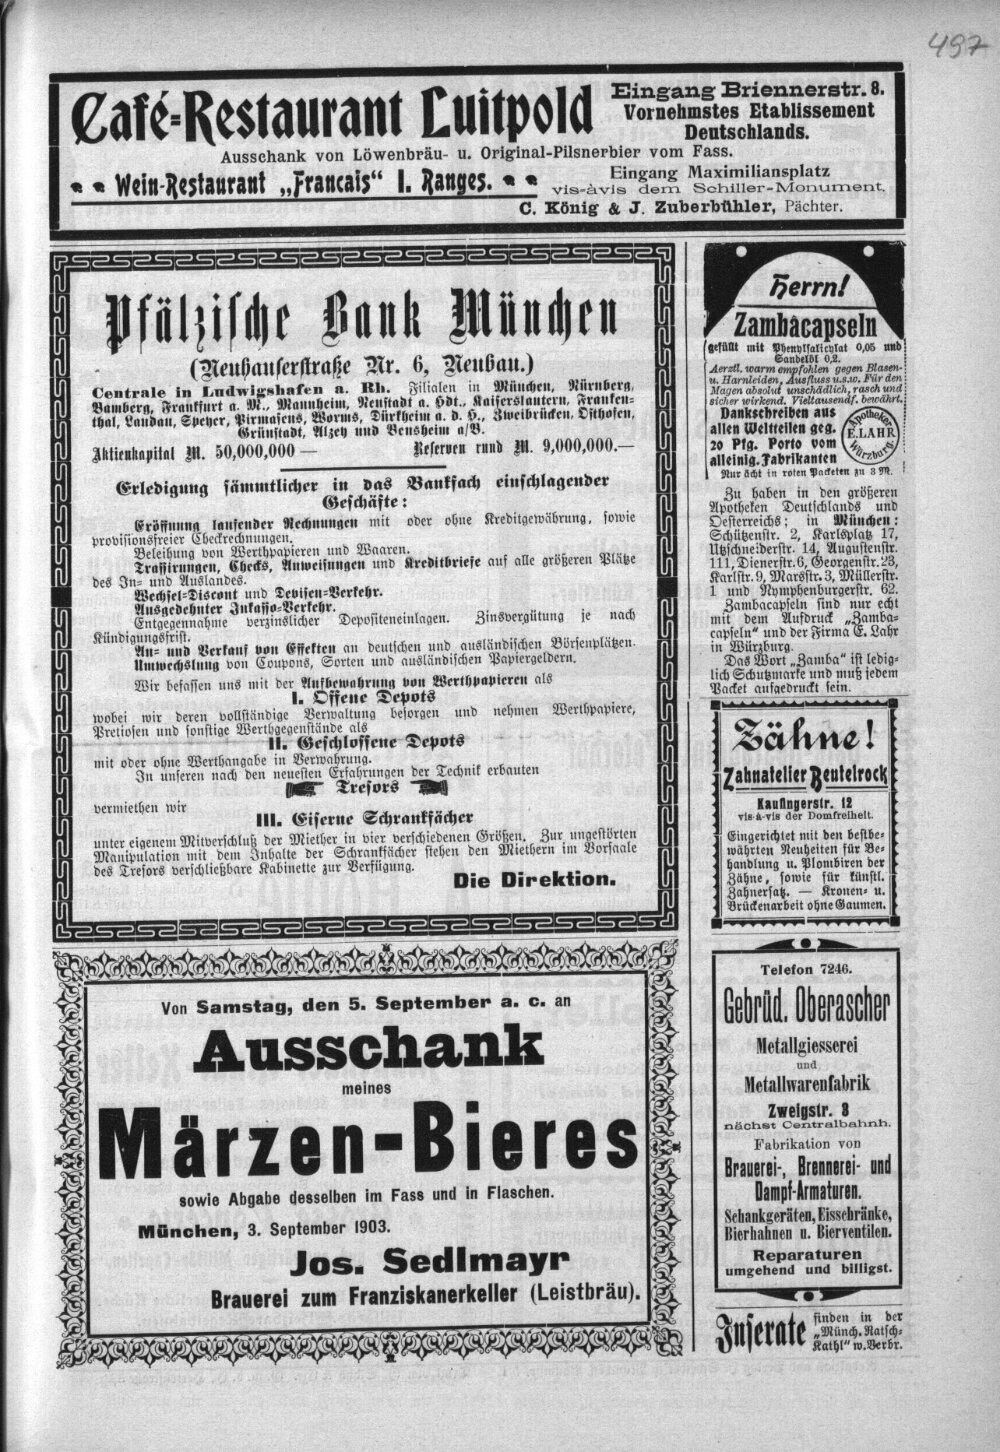 497
Café-Restaurant Luitpold
Eingang Briennerstr. 8.
Vornehmstes Etablissement
Deutschlands.
Ausschank von Löwenbräu- u. Original-Pilsnerbier vom Fass.
Wein-Restaurant „Francais“ I. Ranges.
Eingang Maximiliansplatz
vis-àvis dem Schiller-Monument,
C. König & J. Zuberbühler, Pächter.
Pfälzische Bank München
(Neuhauserstraße Nr. 6, Neubau.)
Centrale in Ludwigshafen a. Rh. Filialen in München, Nürnberg,
Bamberg, Frankfurt a. M., Mannheim, Neustadt a. Hdt., Kaiserslautern, Franken-
thal, Landau, Speyer, Pirmasens, Worms, Dürkheim a. d. H., Zweibrücken, Osthofen,
Grünstadt, Alzey und Bensheim a/B.
Aktienkapital M. 50,000,000 —
Reserven rund M. 9,000,000.—
Erledigung sämmtlicher in das Bankfach einschlagender
Geschäfte:
Eröffnung laufender Rechnungen mit oder ohne Kreditgewährung, sowie
provisionsfreier Checkrechnungen.
Beleihung von Werthpapieren und Waaren.
Trassirungen, Checks, Anweisungen und Kreditbriefe auf alle größeren Plätze
des In- und Auslandes.
Wechsel-Discont und Devisen-Verkehr.
Ausgedehnter Inkasso-Verkehr.
Entgegennahme verzinslicher Depositeneinlagen. Zinsvergütung je nach
Kündigungsfrist.
An- und Verkauf von Effekten an deutschen und ausländischen Börsenplätzen.
Umwechslung von Coupons, Sorten und ausländischen Papiergeldern.
Wir befassen uns mit der Aufbewahrung von Werthpapieren als
I. Offene Depots
wobei wir deren vollständige Verwaltung besorgen und nehmen Werthpapiere,
Pretiosen und sonstige Werthgegenstände als
II. Geschlossene Depots
mit oder ohne Werthangabe in Verwahrung.
In unseren nach den neuesten Erfahrungen der Technik erbauten
Tresors
vermiethen wir
III. Eiserne Schrankfächer
unter eigenem Mitverschluß der Miether in vier verschiedenen Größen. Zur ungestörten
Manipulation mit dem Inhalte der Schrankfächer stehen den Miethern im Vorsaale
des Tresors verschließbare Kabinette zur Verfügung.
Die Direktion.
Von Samstag, den 5. September a. c. an
Ausschank
meines
Märzen-Bieres
sowie Abgabe desselben im Fass und in Flaschen.
München, 3. September 1903.
Jos. Sedlmayr
Brauerei zum Franziskanerkeller (Leistbräu).
Herrn!
Zambâcapseln
gefüllt mit Phenylsalicylat 0,05 und
Sandelöl 0,2.
Aerztl. warm empfohlen gegen Blasen-
u. Harnleiden, Ausfluss u.s.w. Für den
Magen absolut unschädlich, rasch und
sicher wirkend. Vieltausendf. bewährt.
Dankschreiben aus
allen Weltteilen geg.
20 Pfg. Porto vom
alleinig. Fabrikanten
Apotheker
E. LAHR
Würzburg.
Nur ächt in roten Packeten zu 3 M.
Zu haben in den größeren
Apotheken Deutschlands und
Oesterreichs; in München:
Schützenstr. 2, Karlsplatz 17,
Utzschneiderstr. 14, Augustenstr.
111, Dienerstr. 6, Georgenstr. 23,
Karlstr. 9, Marsstr. 3, Müllerstr.
1 und Nymphenburgerstr. 62.
Zambacapseln sind nur echt
mit dem Aufdruck „Zamba-
capseln“ und der Firma E. Lahr
in Würzburg.
Das Wort „Zamba“ ist ledig-
lich Schutzmarke und muß jedem
Packet aufgedruckt sein.
Zähne!
Zahnatelier Beutelrock
Kaufingerstr. 12
vis-à-vis der Domfreiheit.
Eingerichtet mit den bestbe-
währten Neuheiten für Be-
handlung u. Plombiren der
Zähne, sowie für künstl.
Zahnersatz. — Kronen- u.
Brückenarbeit ohne Gaumen.
Telefon 7246.
Gebrüd. Oberascher
Metallgiesserei
und
Metallwarenfabrik
Zweigstr. 8
nächst Centralbahnh.
Fabrikation von
Brauerei-, Brennerei- und
Dampf-Armaturen.
Schankgeräten, Eisschränke,
Bierhahnen u. Bierventilen.
Reparaturen
umgehend und billigst.
Inserate
finden in der
„Münch. Ratsch-
Kathl“ w. Verbr.